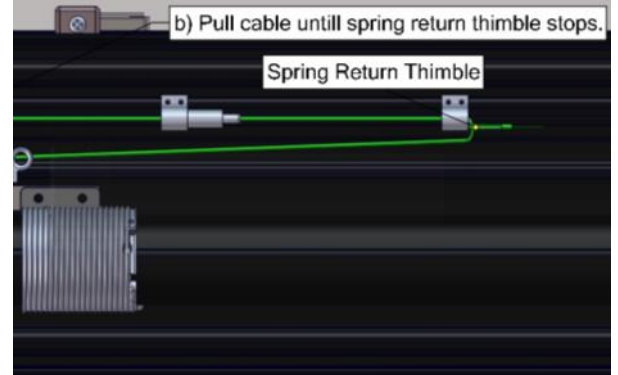 b) Pull cable untill spring return thimble stops.
Spring Return Thimble